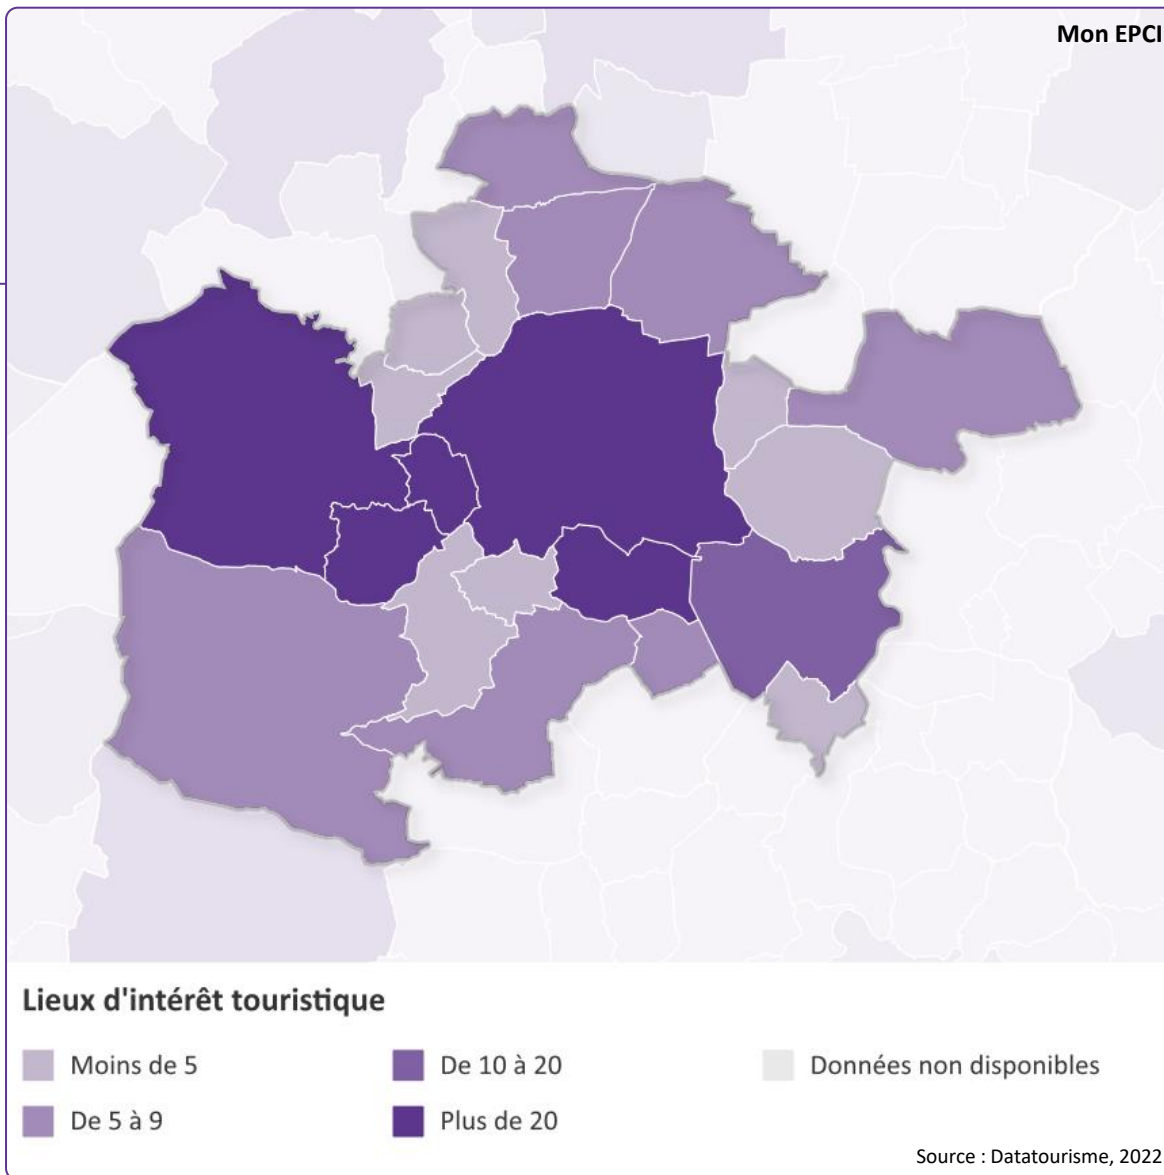 Mon EPCI
Lieux d'intérêt touristique
Moins de 5
De 10 à 20
Données non disponibles
De 5 à 9
Plus de 20
Source : Datatourisme, 2022